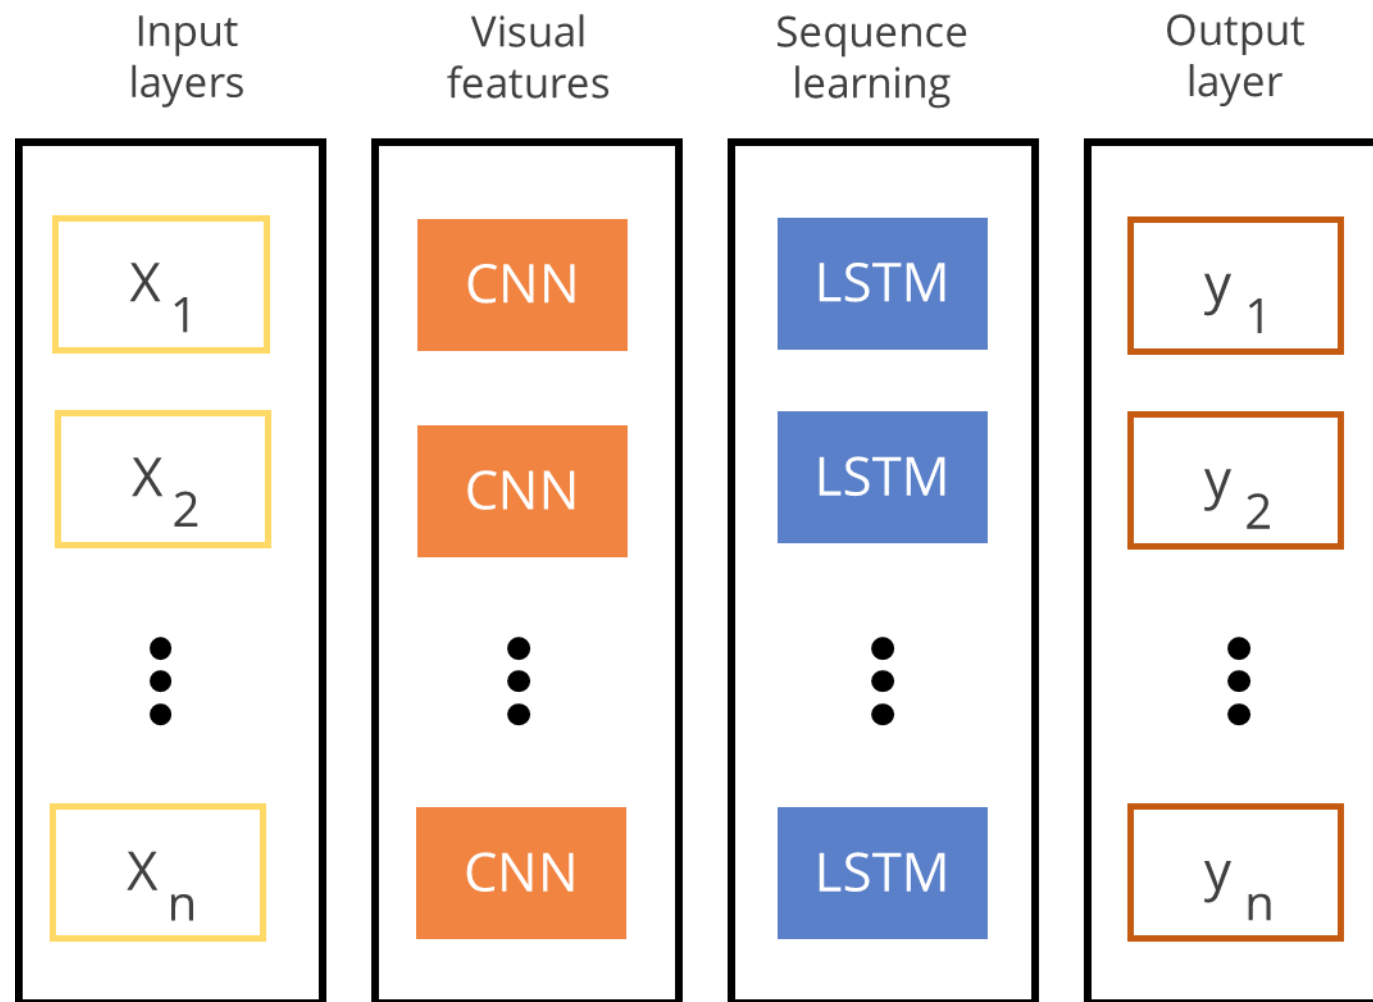 Input
layers
Visual
features
Sequence
learning
Output
layer
X 1
CNN
LSTM
y 1
X 2
CNN
LSTM
y 2
X n
CNN
LSTM
y n